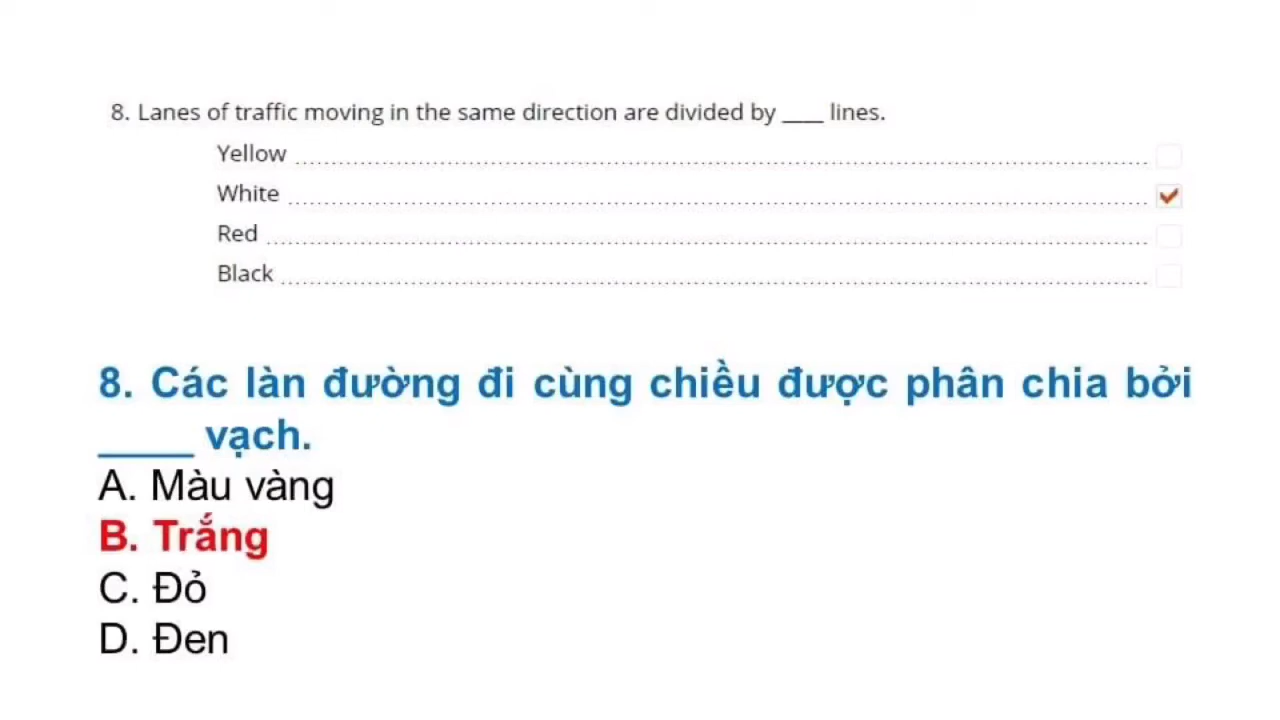 8. Lanes of traffic moving in the same direction are divided by ____ lines.
Yellow
White
Red
Black
8. Các làn đường đi cùng chiều được phân chia bởi
____ vạch.
A. Màu vàng
B. Trắng
C. Đỏ
D. Đen